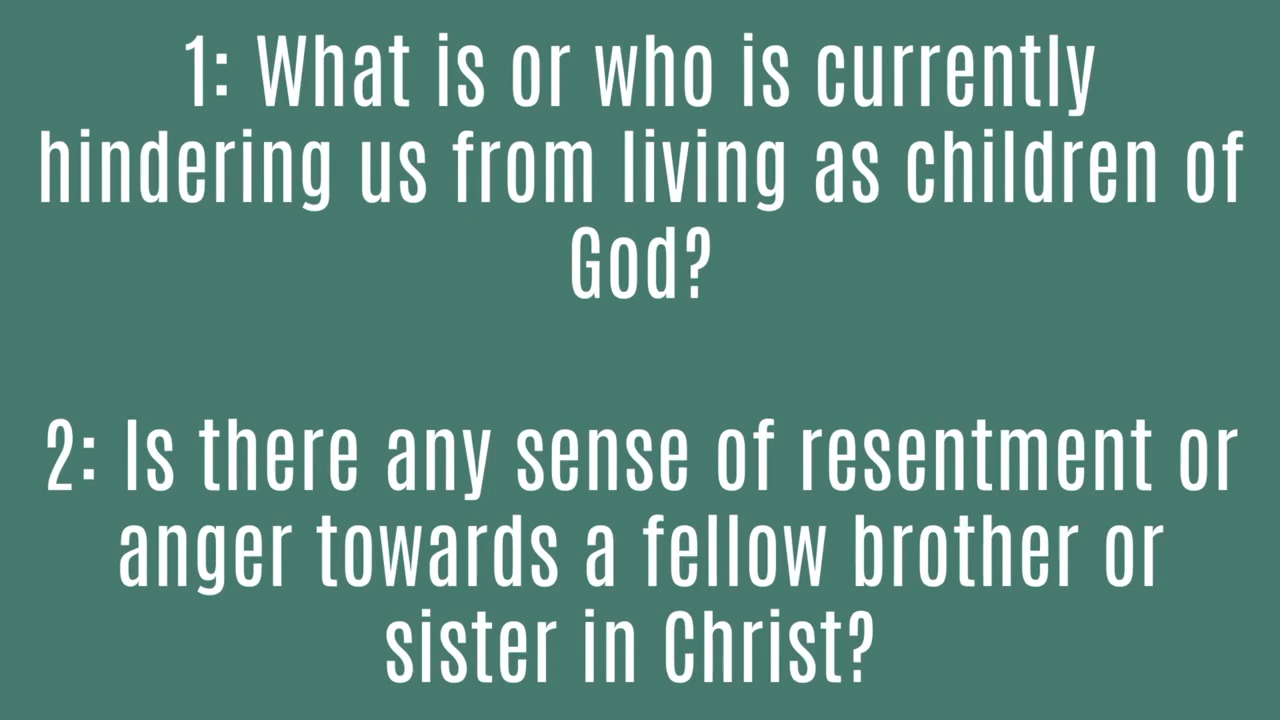 1: What is or who is currently
hindering us from living as children of
God?
2: Is there any sense of resentment or
anger towards a fellow brother or
sister in Christ?